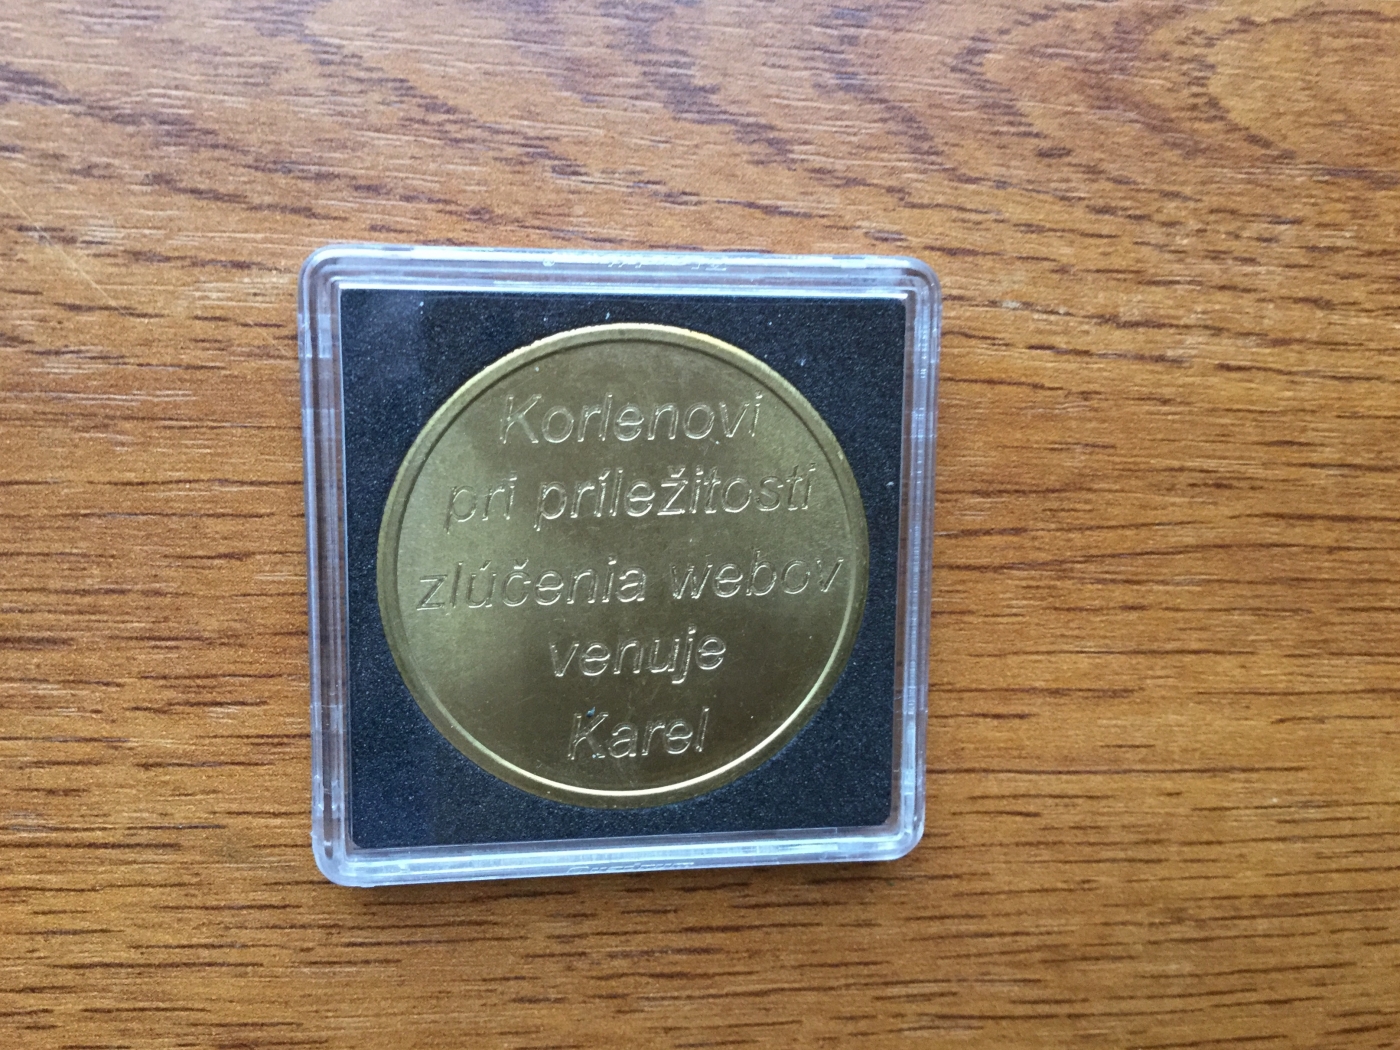 Korlenovi
pri príležitosti
zlúčenia webov
venuje
Karel